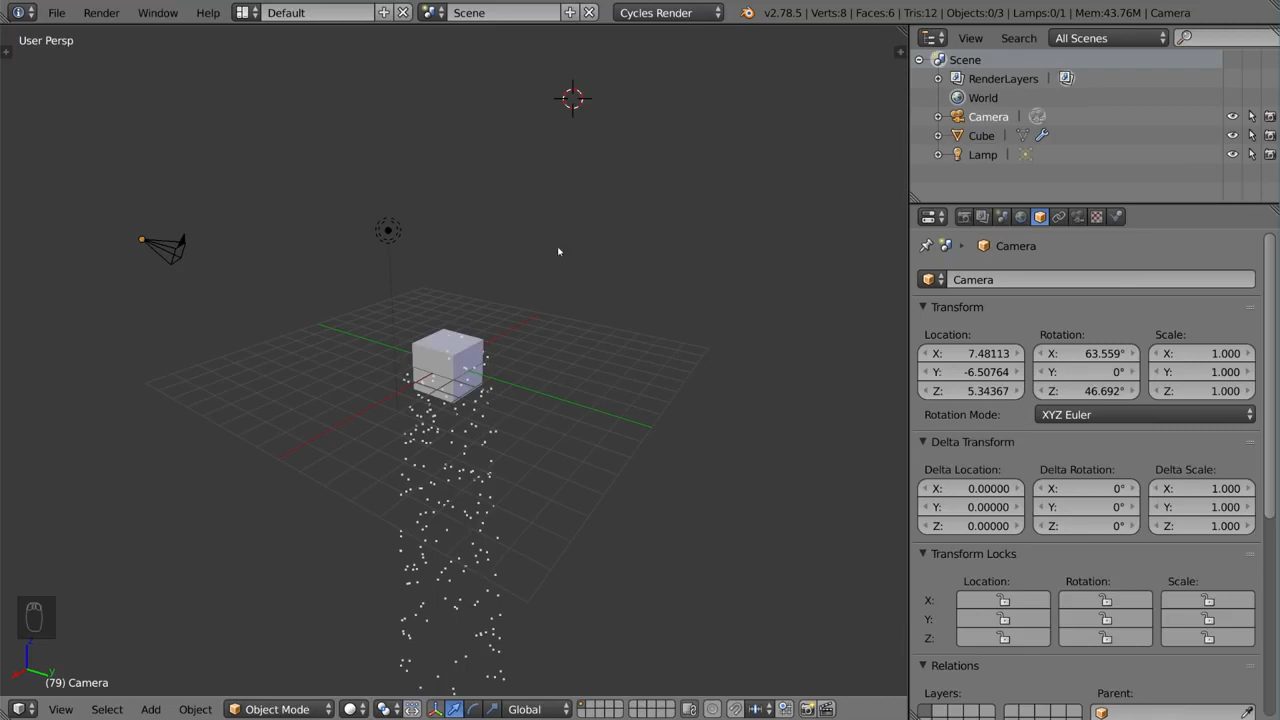 File Render Window Help Default Scene Cycles Render v2.78.5 | Verts:8 | Faces:6 | Tris:12 | Objects:0/3 | Lamps:0/1 | Mem:43.76M | Camera
User Persp
View Search All Scenes
Scene
RenderLayers
World
Camera
Cube
Lamp
Camera
Camera
Transform
Location: Rotation: Scale:
X: 7.48113 X: 63.559° X: 1.000
Y: -6.50764 Y: 0° Y: 1.000
Z: 5.34367 Z: 46.692° Z: 1.000
Rotation Mode: XYZ Euler
Delta Transform
Delta Location: Delta Rotation: Delta Scale:
X: 0.00000 X: 0° X: 1.000
Y: 0.00000 Y: 0° Y: 1.000
Z: 0.00000 Z: 0° Z: 1.000
Transform Locks
Location: Rotation: Scale:
X:
Y:
Z:
Relations
Layers: Parent:
y
(79) Camera
View Select Add Object Object Mode Global